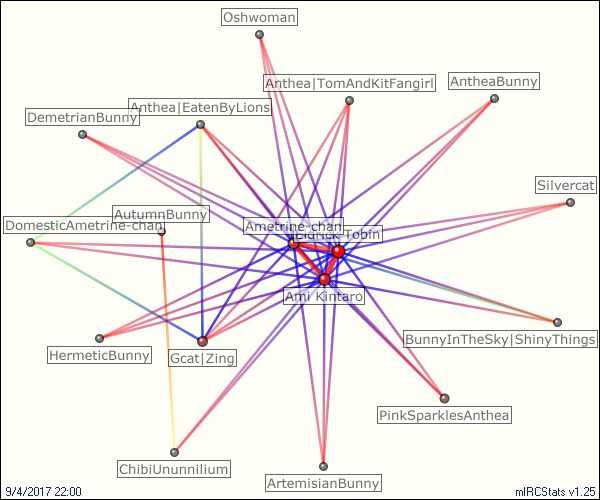 Oshwoman
Anthea|TomAndKitFangirl
AntheaBunny
Anthea|EatenByLions
DemetrianBunny
Silvercat
AutumnBunny
DomesticAmetrine-chan
Ametrine-chan
Tobin
Ami Kintaro
BunnyInTheSky|ShinyThings
HermeticBunny
Gcat|Zing
PinkSparklesAnthea
ChibiUnunnilium
ArtemisianBunny
9/4/2017 22:00
mIRCStats v1.25